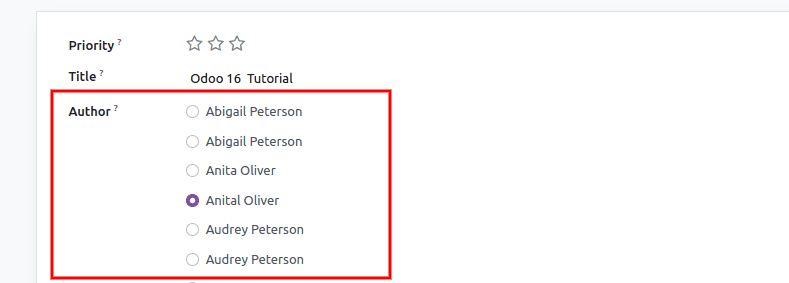 Priority ?
Title ? Odoo 16 Tutorial
Author ? Abigail Peterson
Abigail Peterson
Anita Oliver
Anital Oliver
Audrey Peterson
Audrey Peterson